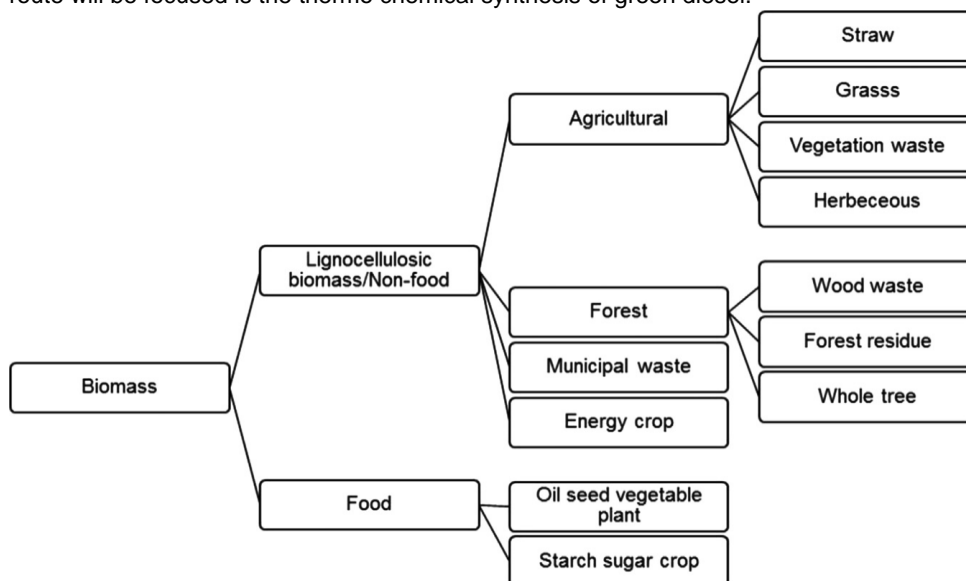 route will be focused is the thermo chemical synthesis of green diesel.
Straw
Agricultural
Grasss
Vegetation waste
Herbeceous
Lignocellulosic
biomass/Non-food
Wood waste
Forest
Forest residue
Municipal waste
Whole tree
Biomass
Energy crop
Food
Oil seed vegetable
plant
Starch sugar crop